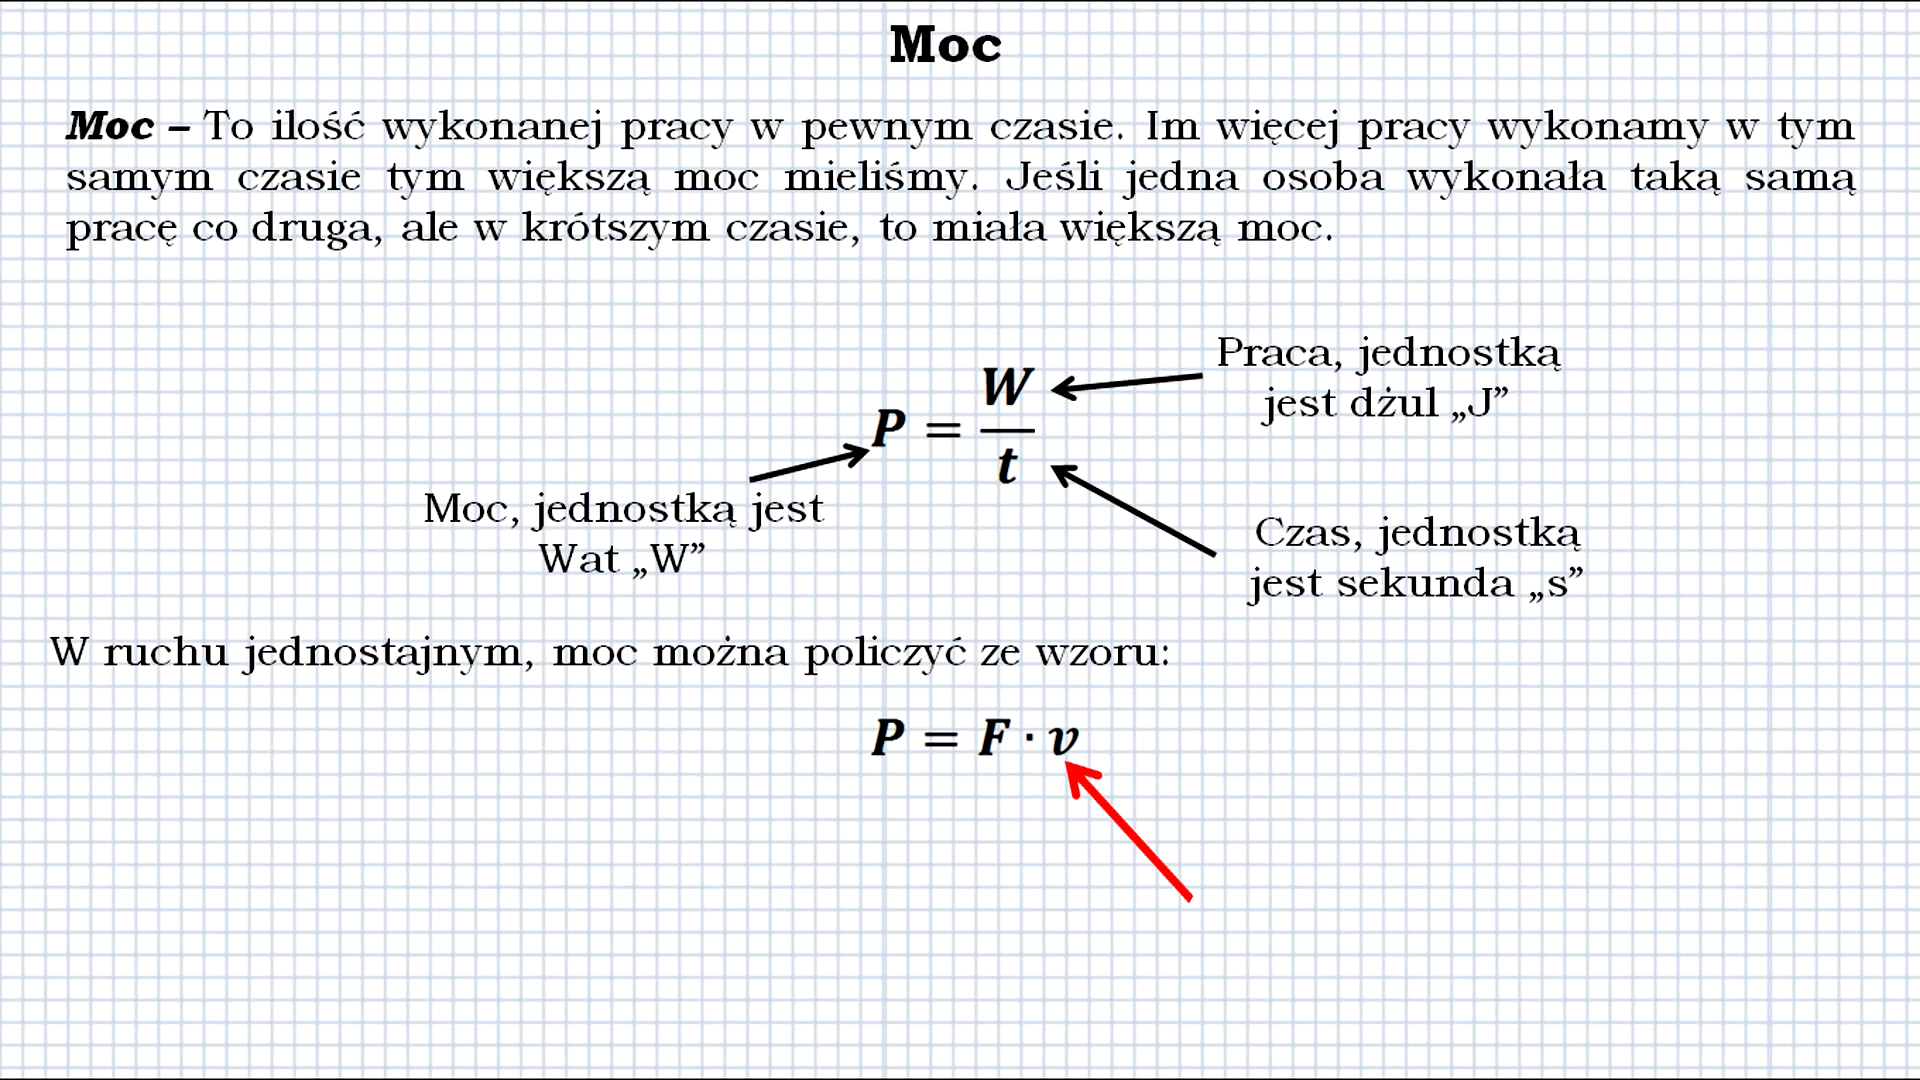 Moc
Moc – To ilość wykonanej pracy w pewnym czasie. Im więcej pracy wykonamy w tym
samym czasie tym większą moc mieliśmy. Jeśli jedna osoba wykonała taką samą
pracę co druga, ale w krótszym czasie, to miała większą moc.
Praca, jednostką
jest dżul „J”
P = W/t
Moc, jednostką jest
Wat „W”
Czas, jednostką
jest sekunda „s”
W ruchu jednostajnym, moc można policzyć ze wzoru:
P = F · v